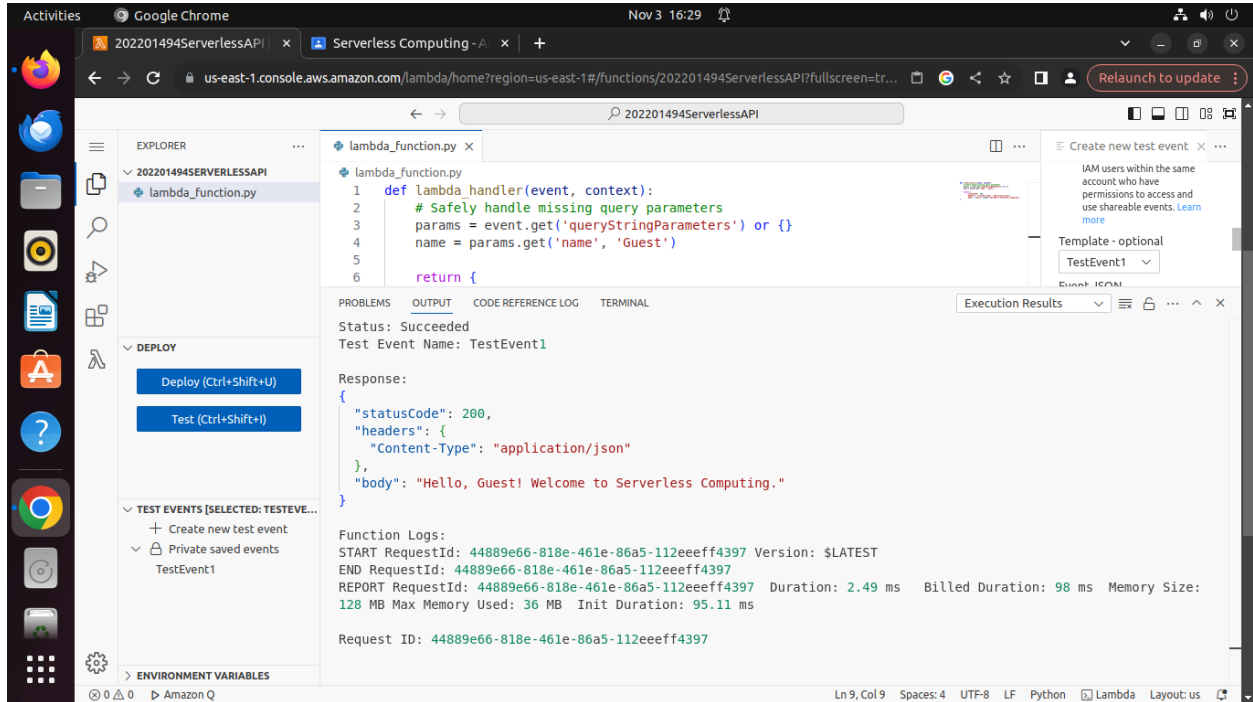 Activities
Google Chrome
Nov 3 16:29
202201494ServerlessAPI
Serverless Computing - A
us-east-1.console.aws.amazon.com/lambda/home?region=us-east-1#/functions/202201494ServerlessAPI?fullscreen=tr...
Relaunch to update
202201494ServerlessAPI
EXPLORER
202201494SERVERLESSAPI
lambda_function.py
lambda_function.py
lambda_function.py
1 def lambda_handler(event, context):
2 # Safely handle missing query parameters
3 params = event.get('queryStringParameters') or {}
4 name = params.get('name', 'Guest')
5
6 return {
Create new test event
IAM users within the same
account who have
permissions to access and
use shareable events. Learn
more
Template - optional
TestEvent1
Event JSON
PROBLEMS OUTPUT CODE REFERENCE LOG TERMINAL
Execution Results
Status: Succeeded
Test Event Name: TestEvent1
Response:
{
"statusCode": 200,
"headers": {
"Content-Type": "application/json"
},
"body": "Hello, Guest! Welcome to Serverless Computing."
}
Function Logs:
START RequestId: 44889e66-818e-461e-86a5-112eeeff4397 Version: $LATEST
END RequestId: 44889e66-818e-461e-86a5-112eeeff4397
REPORT RequestId: 44889e66-818e-461e-86a5-112eeeff4397 Duration: 2.49 ms Billed Duration: 98 ms Memory Size:
128 MB Max Memory Used: 36 MB Init Duration: 95.11 ms
Request ID: 44889e66-818e-461e-86a5-112eeeff4397
DEPLOY
Deploy (Ctrl+Shift+U)
Test (Ctrl+Shift+I)
TEST EVENTS [SELECTED: TESTEVE...
Create new test event
Private saved events
TestEvent1
ENVIRONMENT VARIABLES
0 0 Amazon Q
Ln 9, Col 9 Spaces: 4 UTF-8 LF Python Lambda Layout: us